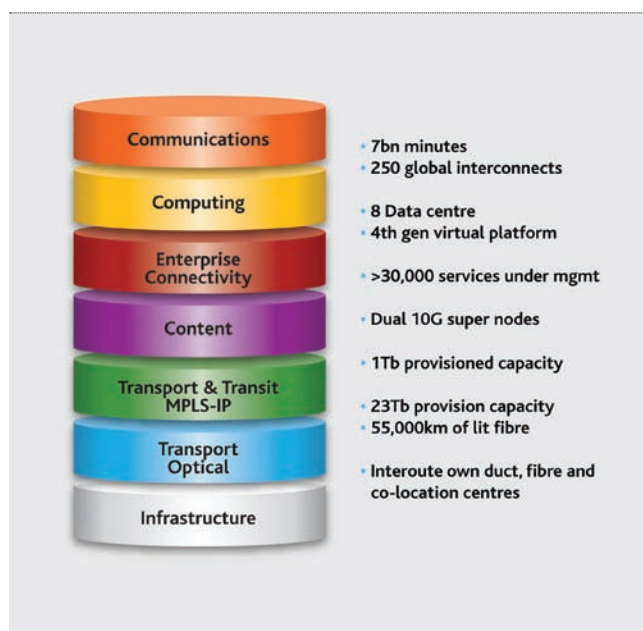 Communications
Computing
Enterprise
Connectivity
Content
Transport & Transit
MPLS-IP
Transport
Optical
Infrastructure
• 7bn minutes
• 250 global interconnects
• 8 Data centre
• 4th gen virtual platform
• >30,000 services under mgmt
• Dual 10G super nodes
• 1Tb provisioned capacity
• 23Tb provision capacity
• 55,000km of lit fibre
• Interoute own duct, fibre and
co-location centres